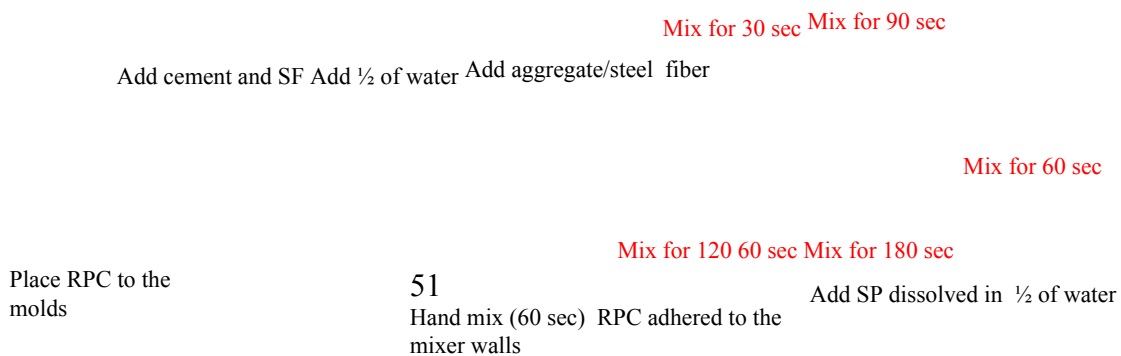 Mix for 30 sec Mix for 90 sec
Add cement and SF Add ½ of water Add aggregate/steel fiber
Mix for 60 sec
Mix for 120 60 sec Mix for 180 sec
Place RPC to the
molds
51
Hand mix (60 sec) RPC adhered to the
mixer walls
Add SP dissolved in ½ of water